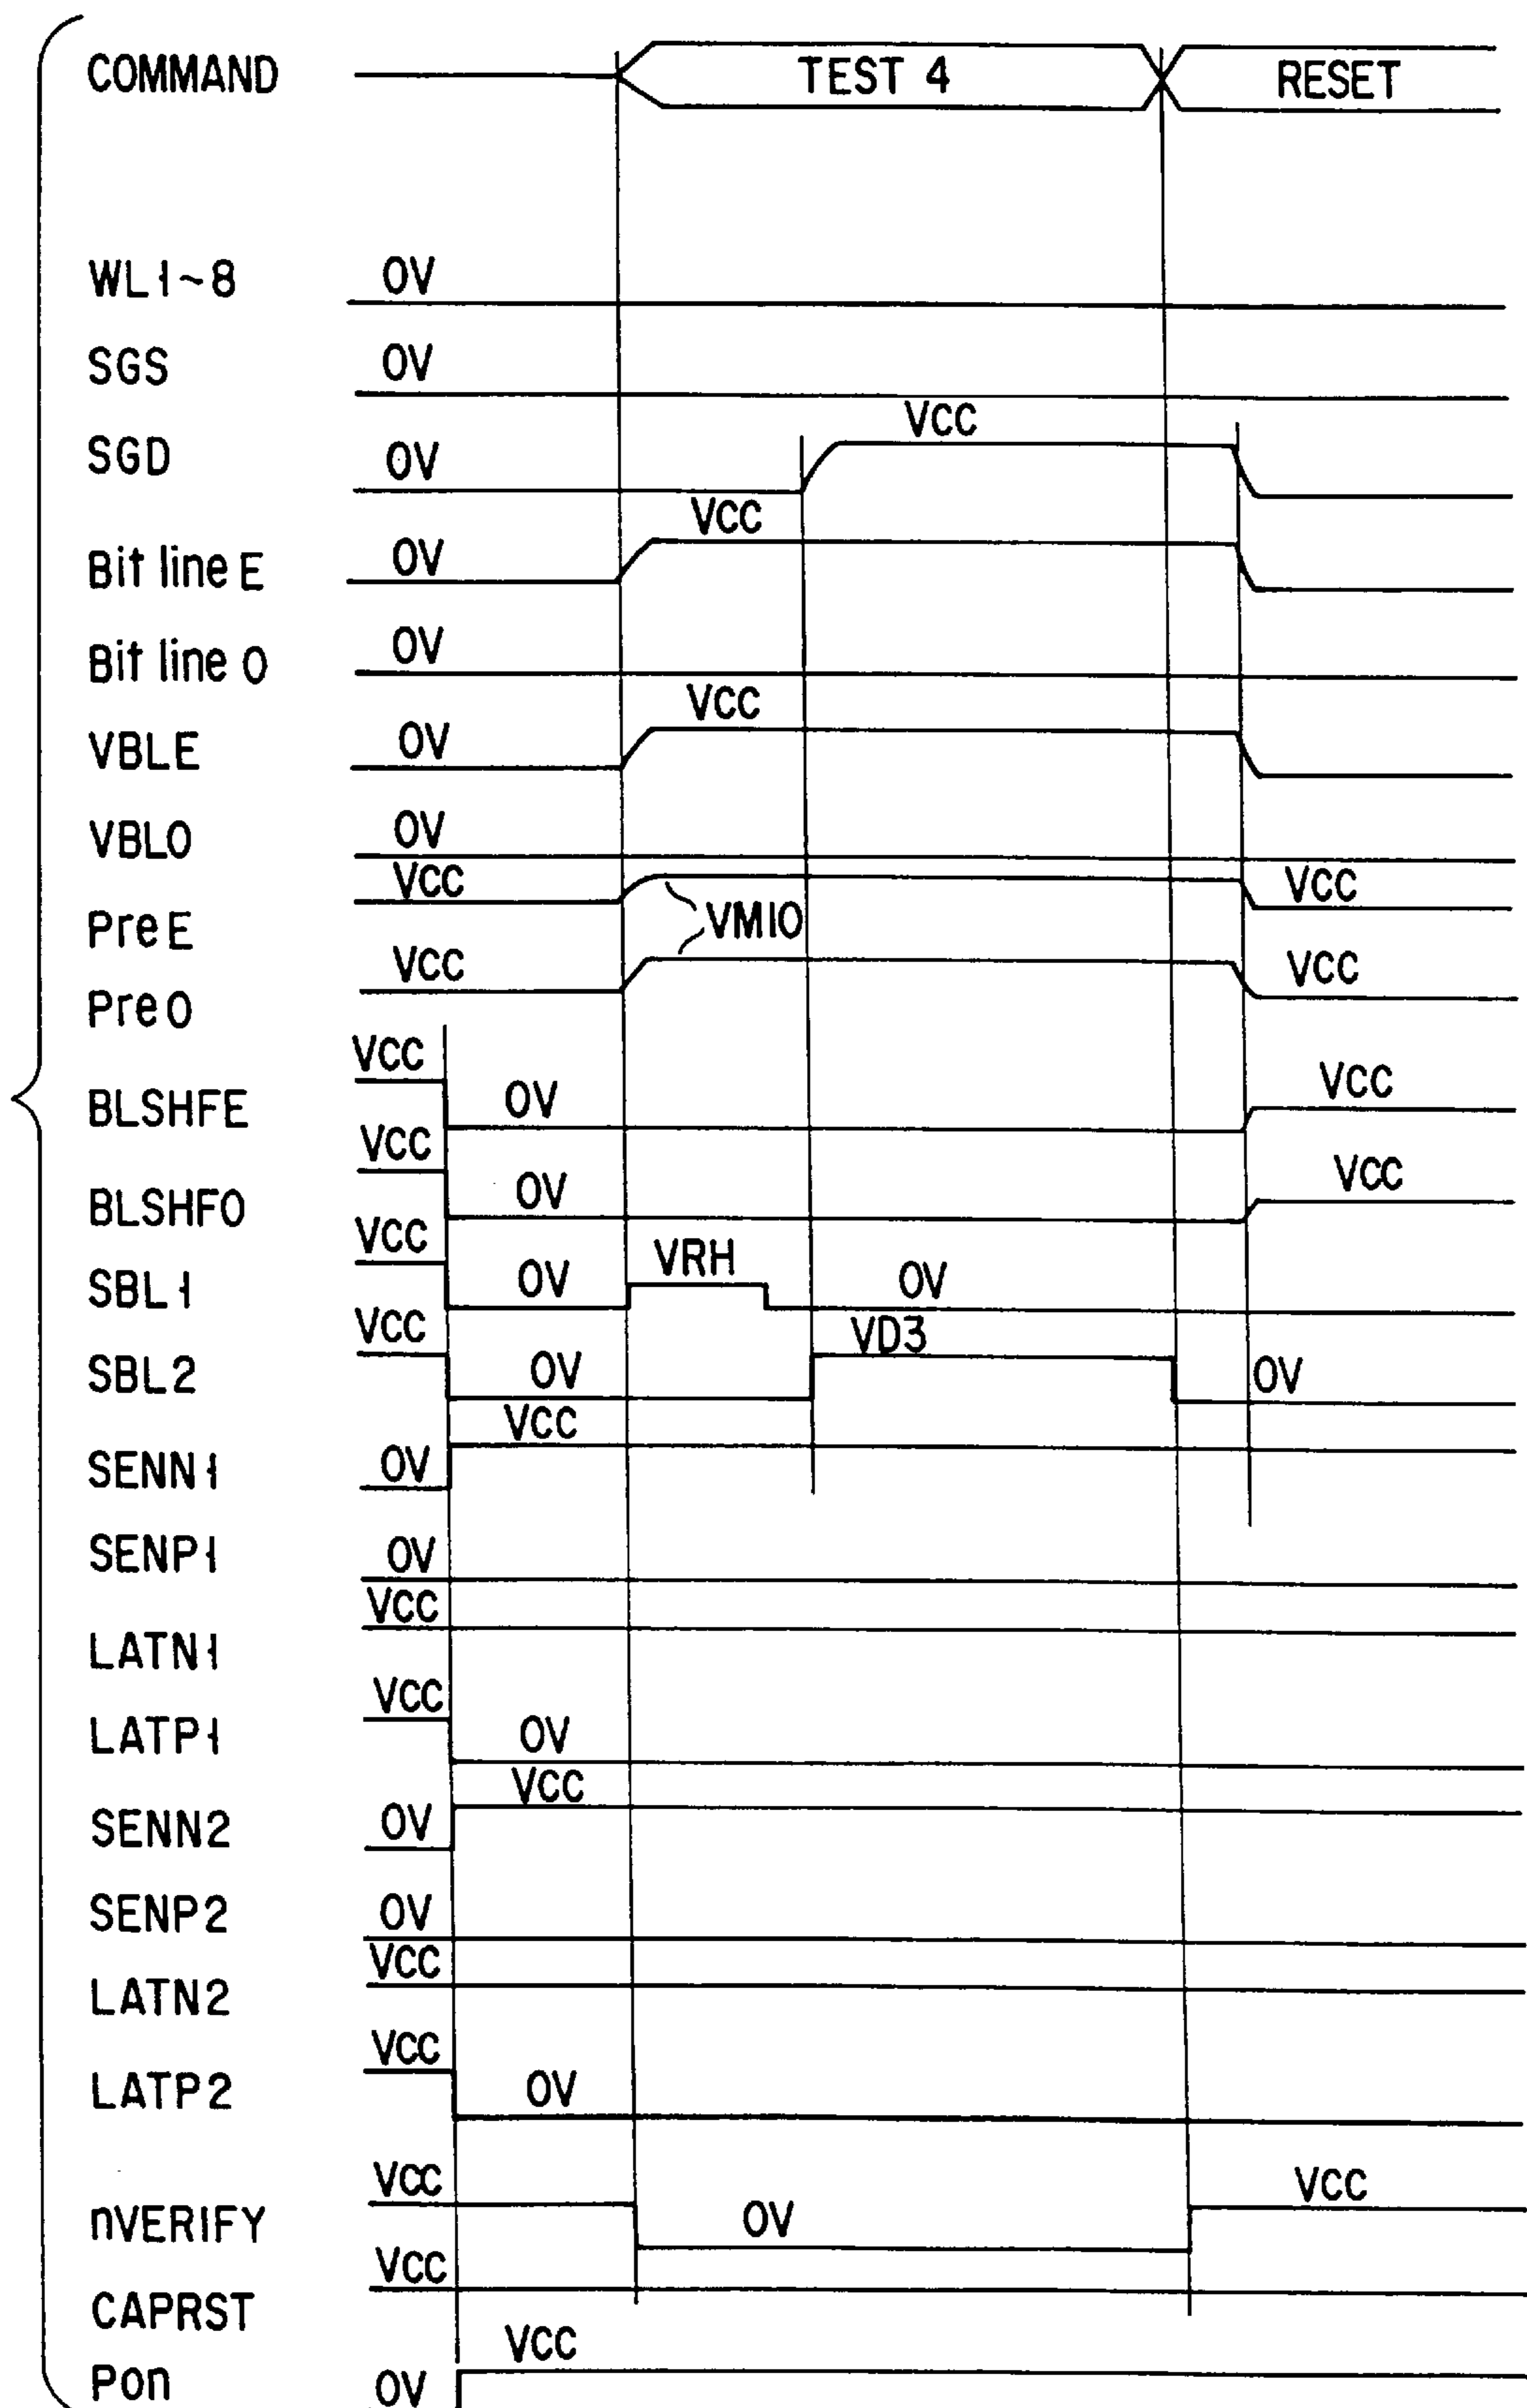 COMMAND TEST 4 RESET
WL1~8 0V
SGS 0V
SGD 0V VCC
Bit line E 0V VCC
Bit line O 0V
VBLE 0V VCC
VBLO 0V
PreE VCC VM10 VCC
PreO VCC VCC
BLSHFE VCC 0V VCC
BLSHFO VCC 0V VCC
SBL1 VCC 0V VRH 0V
SBL2 VCC 0V VD3 0V
SENN1 0V VCC
SENP1 0V
LATN1 VCC
LATP1 VCC 0V
SENN2 0V VCC
SENP2 0V
LATN2 VCC
LATP2 VCC 0V
nVERIFY VCC 0V VCC
CAPRST VCC
Pon 0V VCC